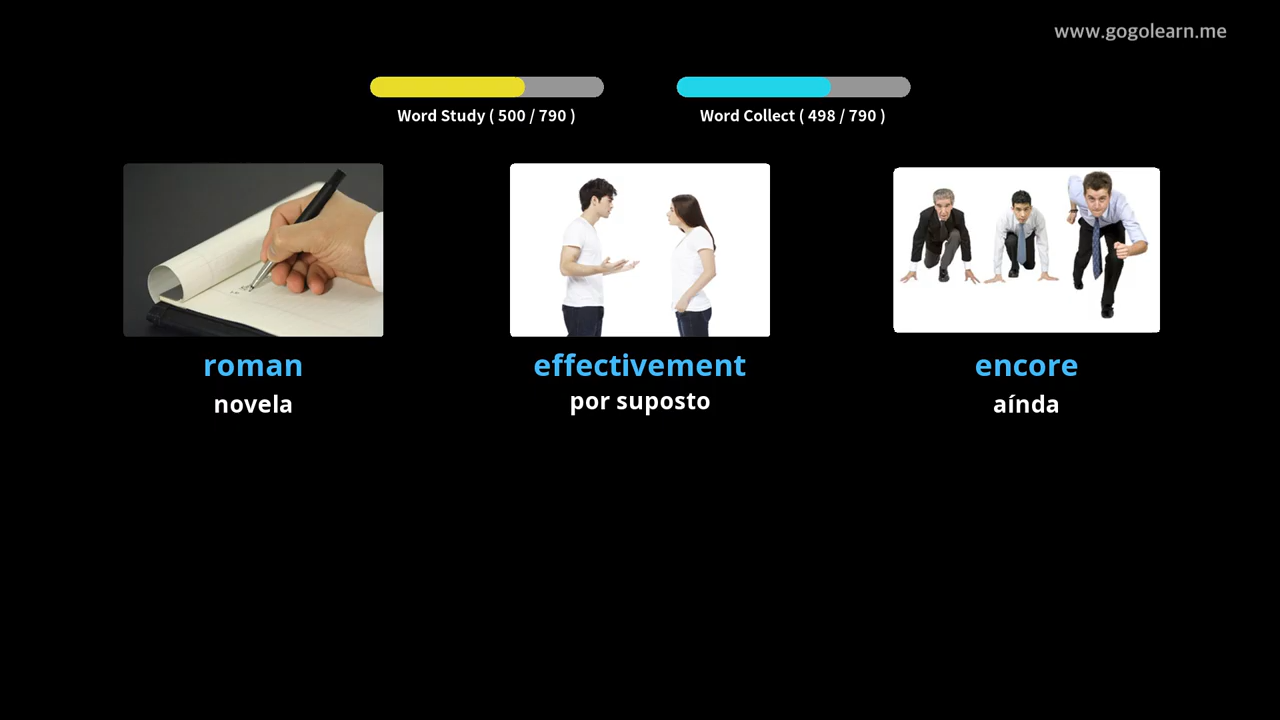 www.gogolearn.me
Word Study ( 500 / 790 )
Word Collect ( 498 / 790 )
roman
novela
effectivement
por suposto
encore
aínda